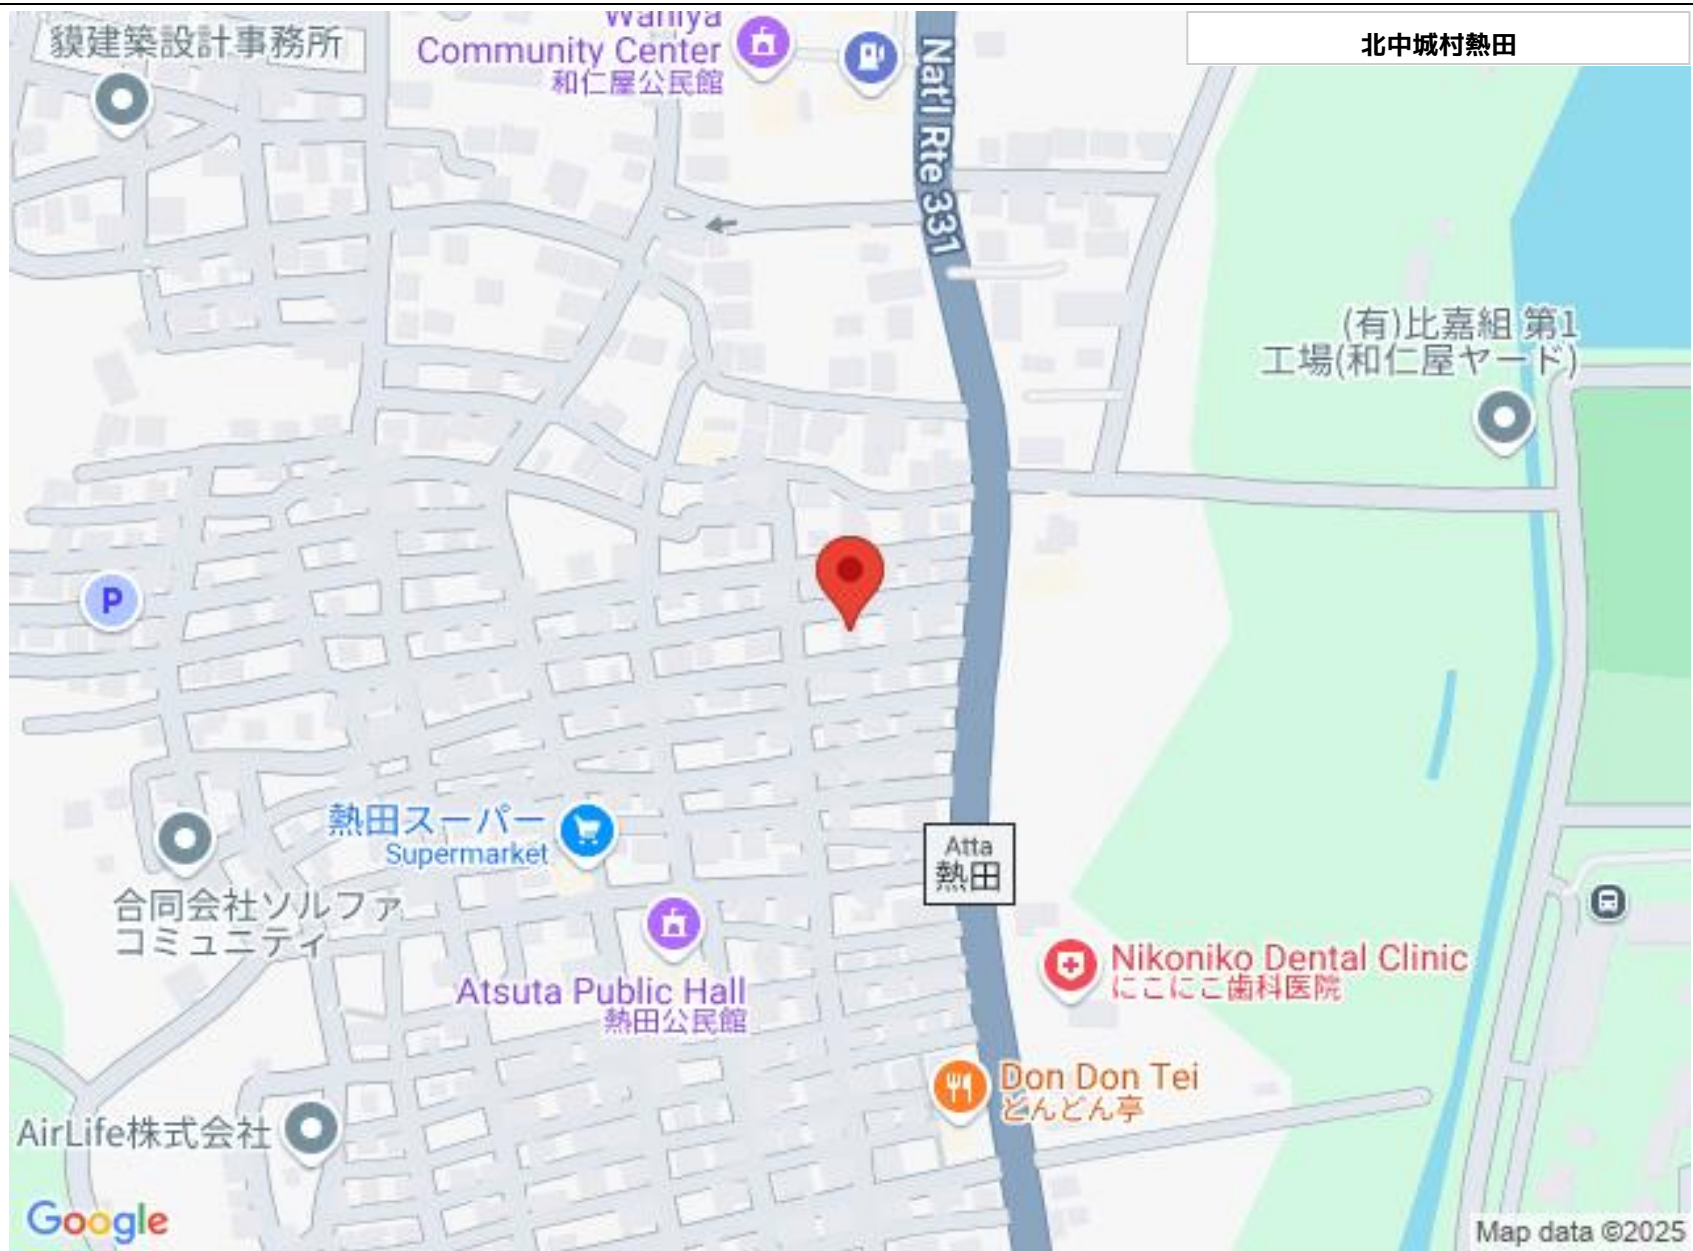 北中城村熱田
貘建築設計事務所
Waniya
Community Center
和仁屋公民館
Nat'l Rte 331
(有)比嘉組 第1
工場(和仁屋ヤード)
P
熱田スーパー
Supermarket
Atta
熱田
合同会社ソルファ
コミュニティ
Nikoniko Dental Clinic
にこにこ歯科医院
Atsuta Public Hall
熱田公民館
Don Don Tei
どんどん亭
AirLife株式会社
Google
Map data ©2025